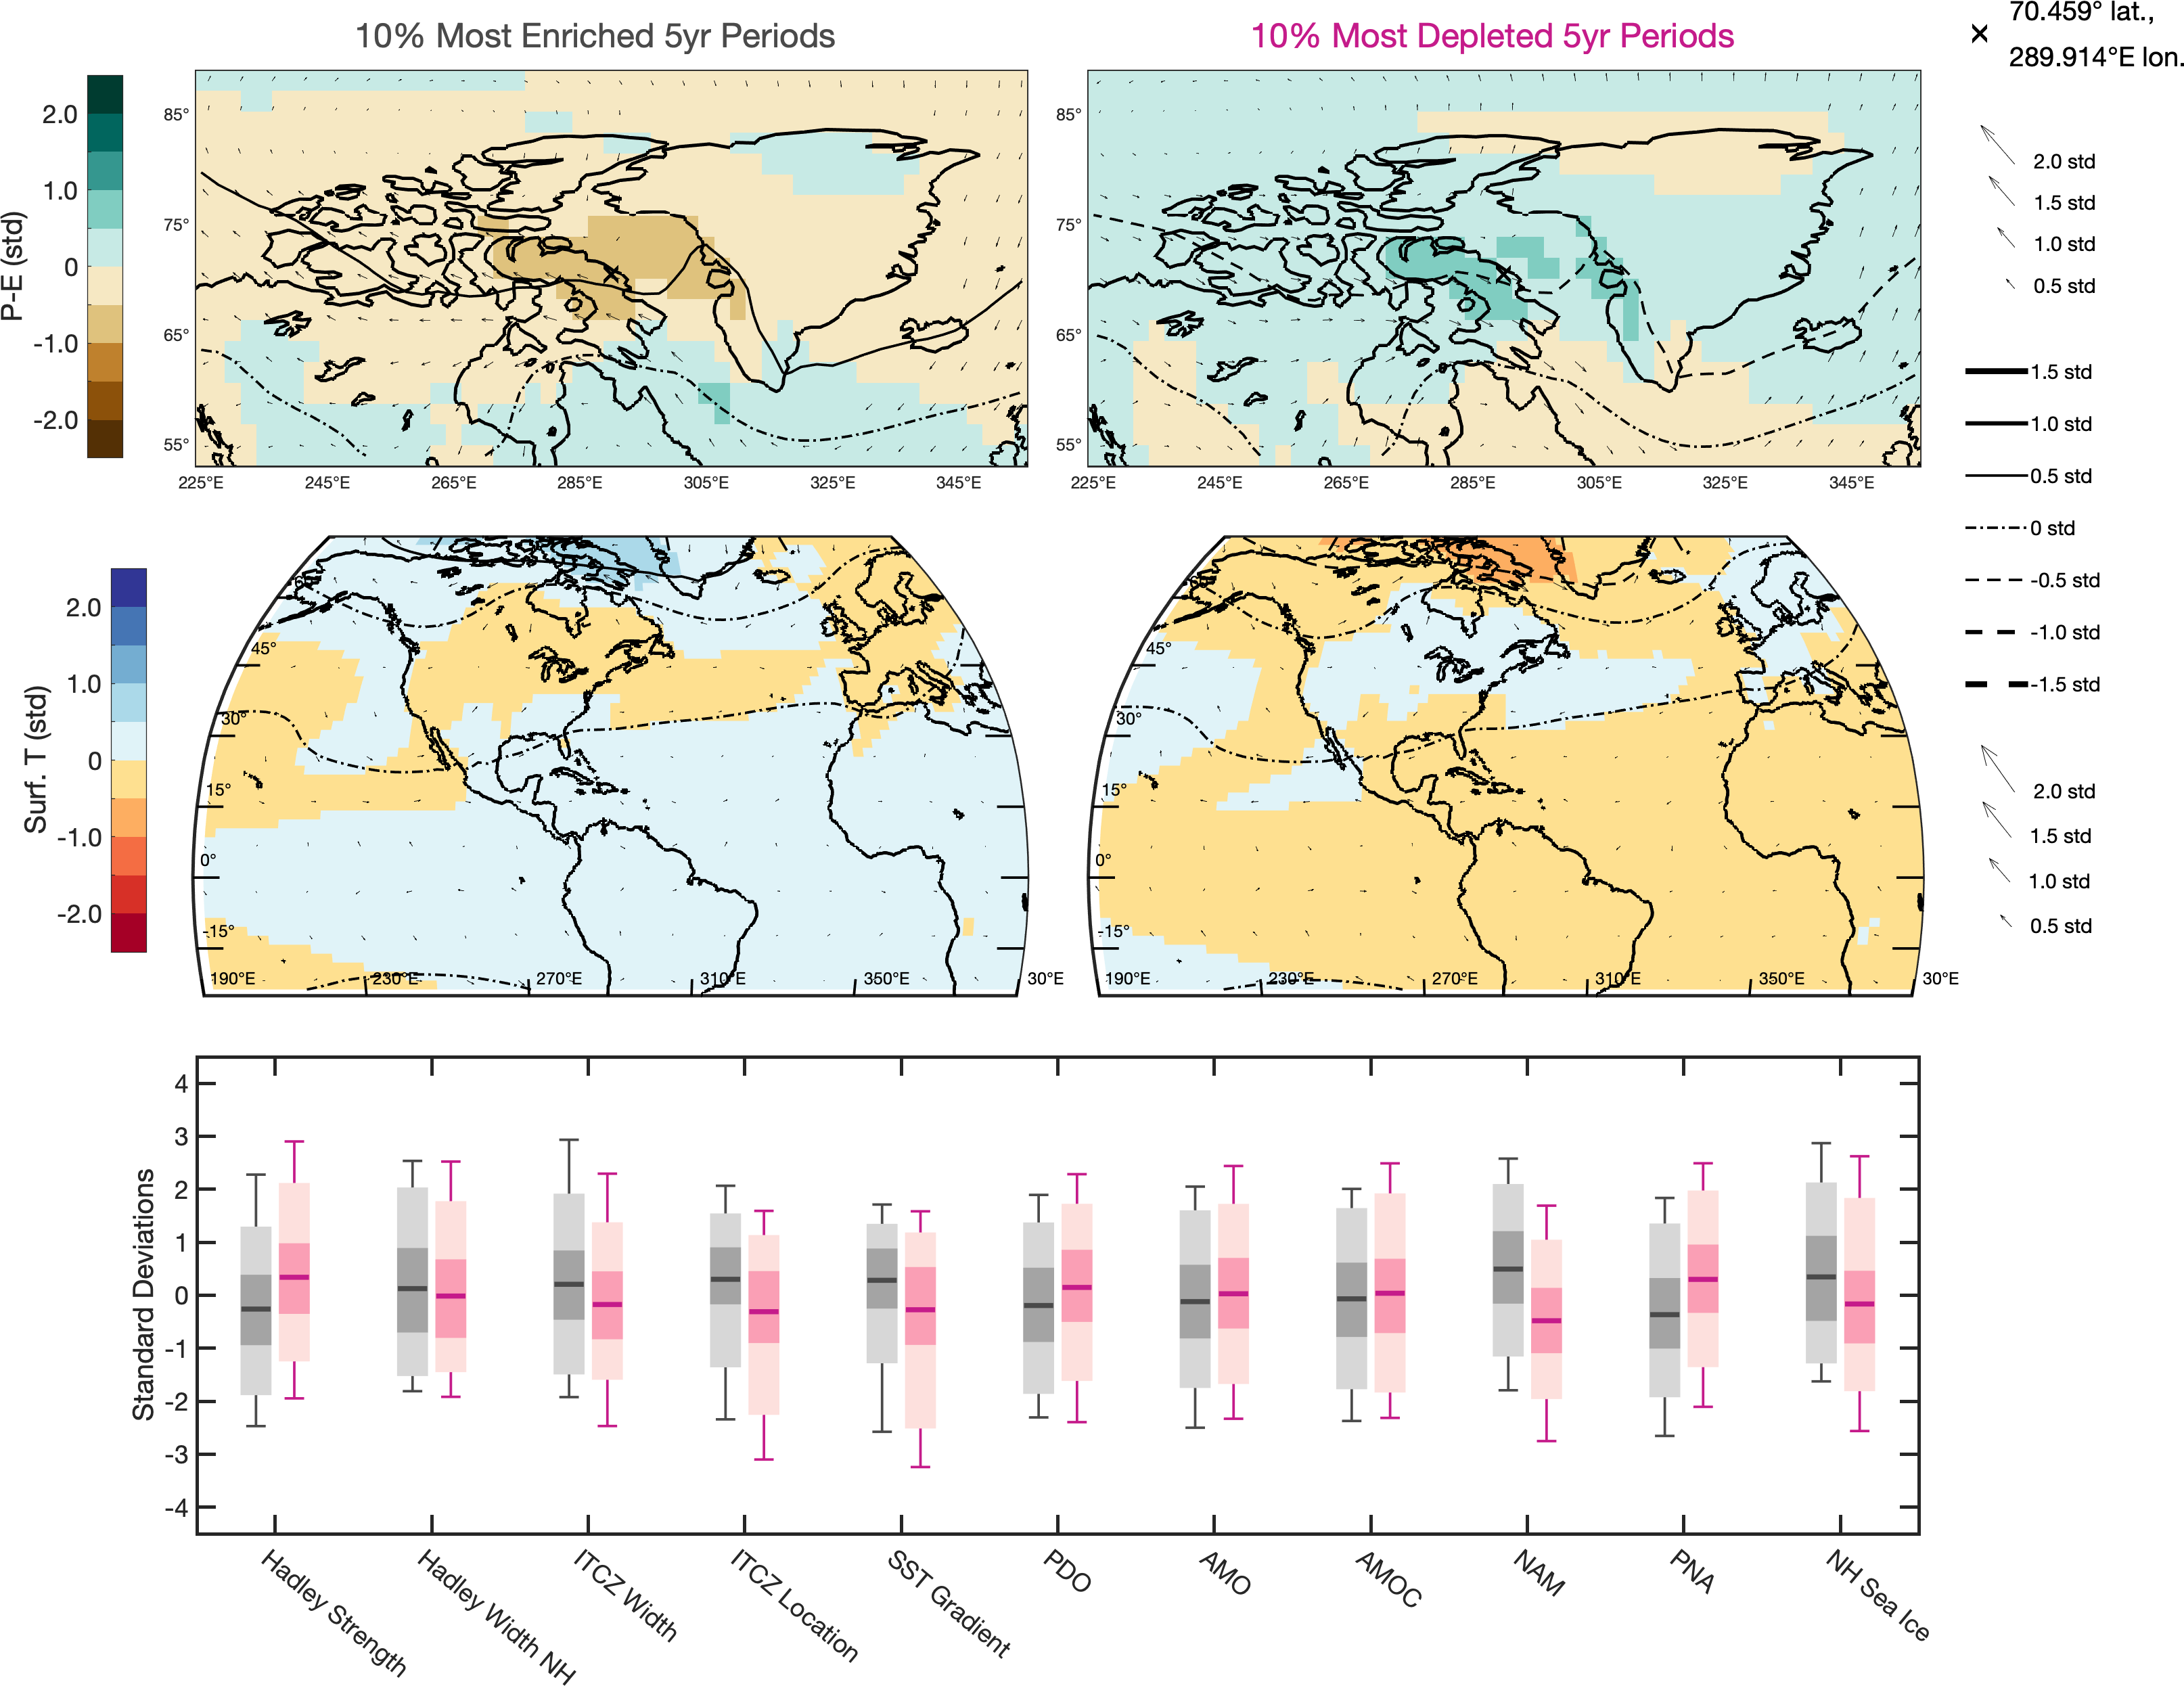 10% Most Enriched 5yr Periods
10% Most Depleted 5yr Periods
70.459° lat.,
289.914°E lon.
P-E (std)
2.0
1.0
0
-1.0
-2.0
85°
75°
65°
55°
225°E 245°E 265°E 285°E 305°E 325°E 345°E
85°
75°
65°
55°
225°E 245°E 265°E 285°E 305°E 325°E 345°E
2.0 std
1.5 std
1.0 std
0.5 std
1.5 std
1.0 std
0.5 std
0 std
-0.5 std
-1.0 std
-1.5 std
Surf. T (std)
2.0
1.0
0
-1.0
-2.0
60°
45°
30°
15°
0°
-15°
190°E 230°E 270°E 310°E 350°E 30°E
60°
45°
30°
15°
0°
-15°
190°E 230°E 270°E 310°E 350°E 30°E
2.0 std
1.5 std
1.0 std
0.5 std
Standard Deviations
4
3
2
1
0
-1
-2
-3
-4
Hadley Strength
Hadley Width NH
ITCZ Width
ITCZ Location
SST Gradient
PDO
AMO
AMOC
NAM
PNA
NH Sea Ice